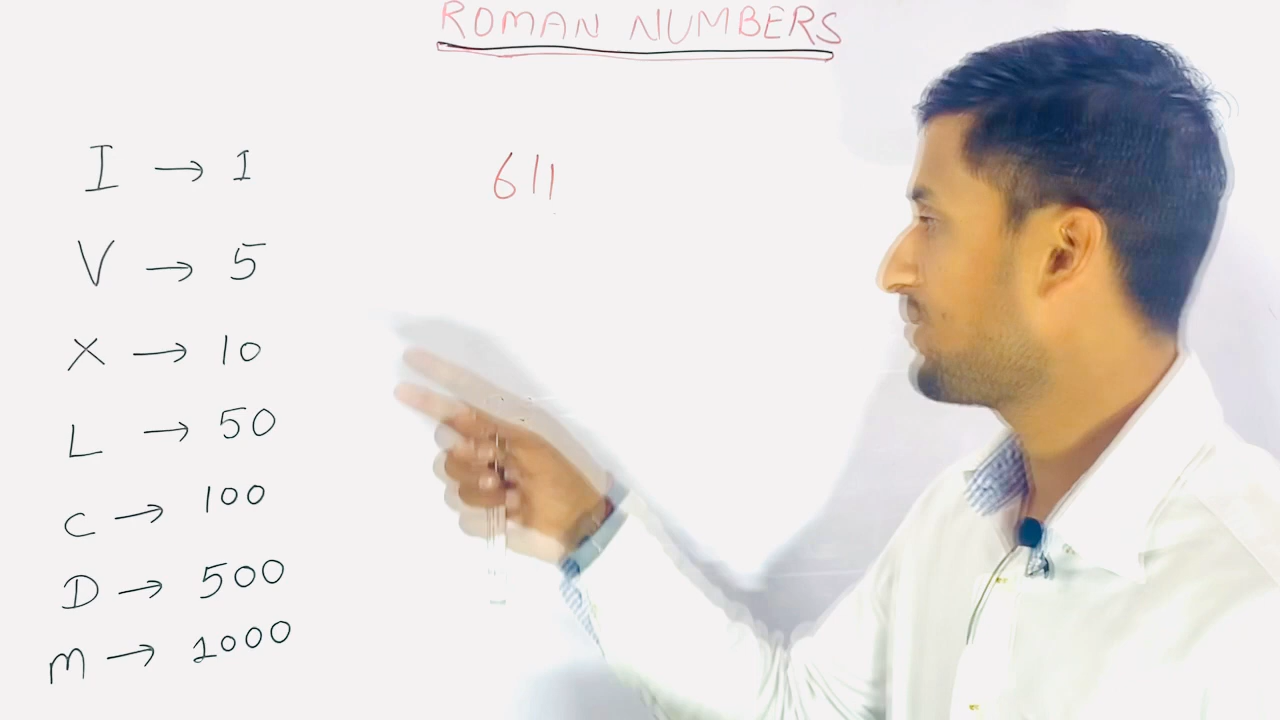 ROMAN NUMBERS
I → 1
611
V → 5
X → 10
L → 50
C → 100
D → 500
M → 1000